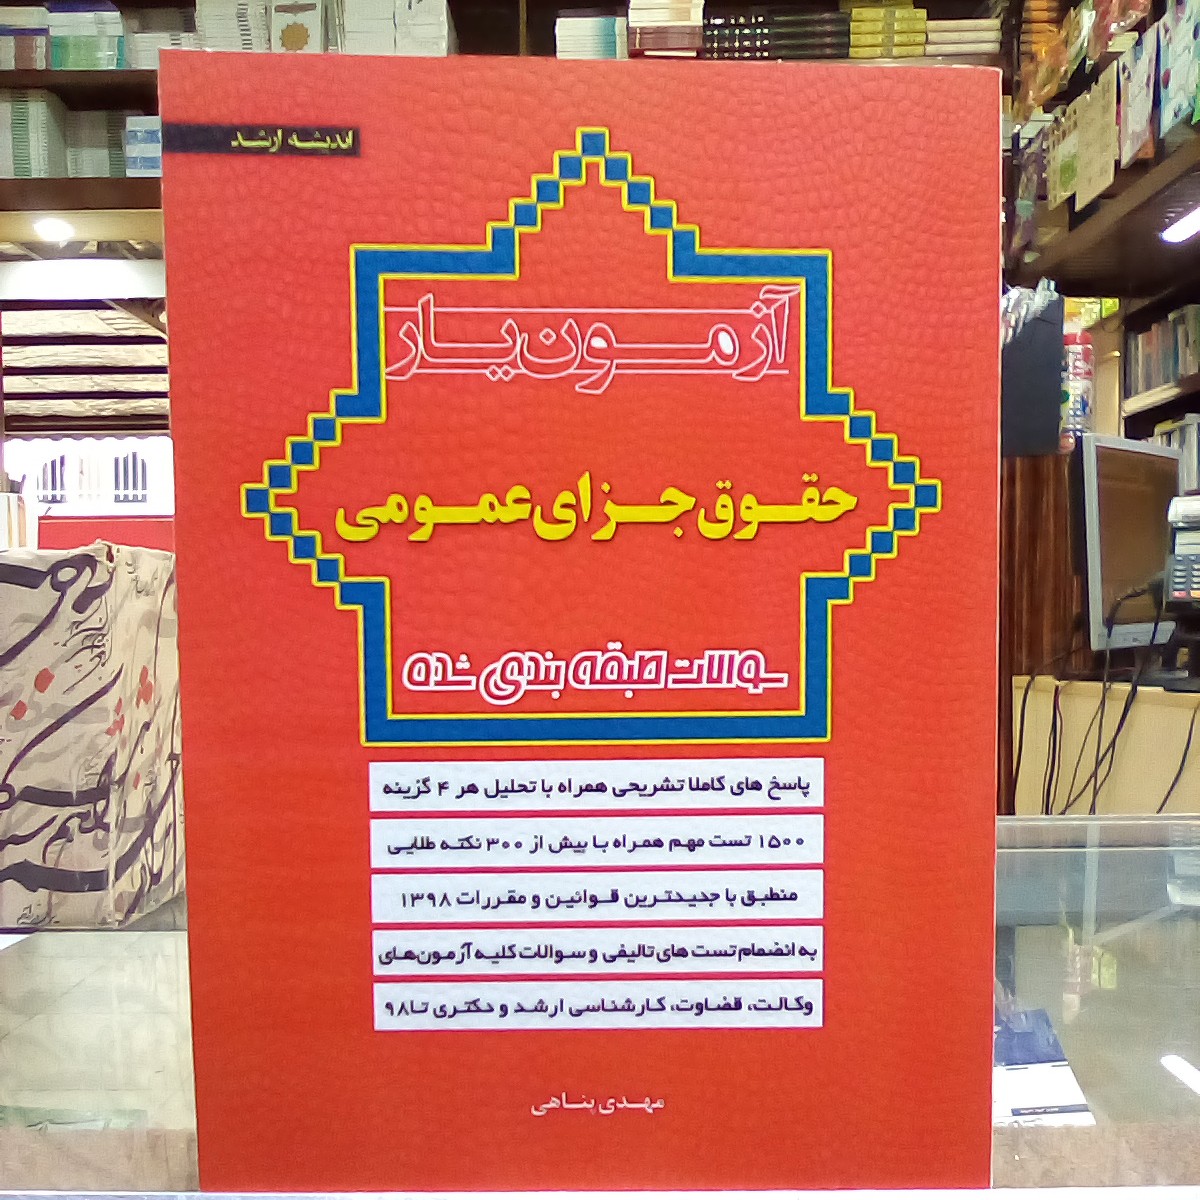 اندیشه ارشد
آزمون یار
حقوق جزای عمومی
سوالات طبقه بندی شده
پاسخ های کاملا تشریحی همراه با تحلیل هر ۴ گزینه
۱۵۰۰ تست مهم همراه با بیش از ۳۰۰ نکته طلایی
منطبق با جدیدترین قوانین و مقررات ۱۳۹۸
به انضمام تست های تالیفی و سوالات کلیه آزمون‌های
وکالت، قضاوت، کارشناسی ارشد و دکتری تا ۹۸
مهدی پناهی